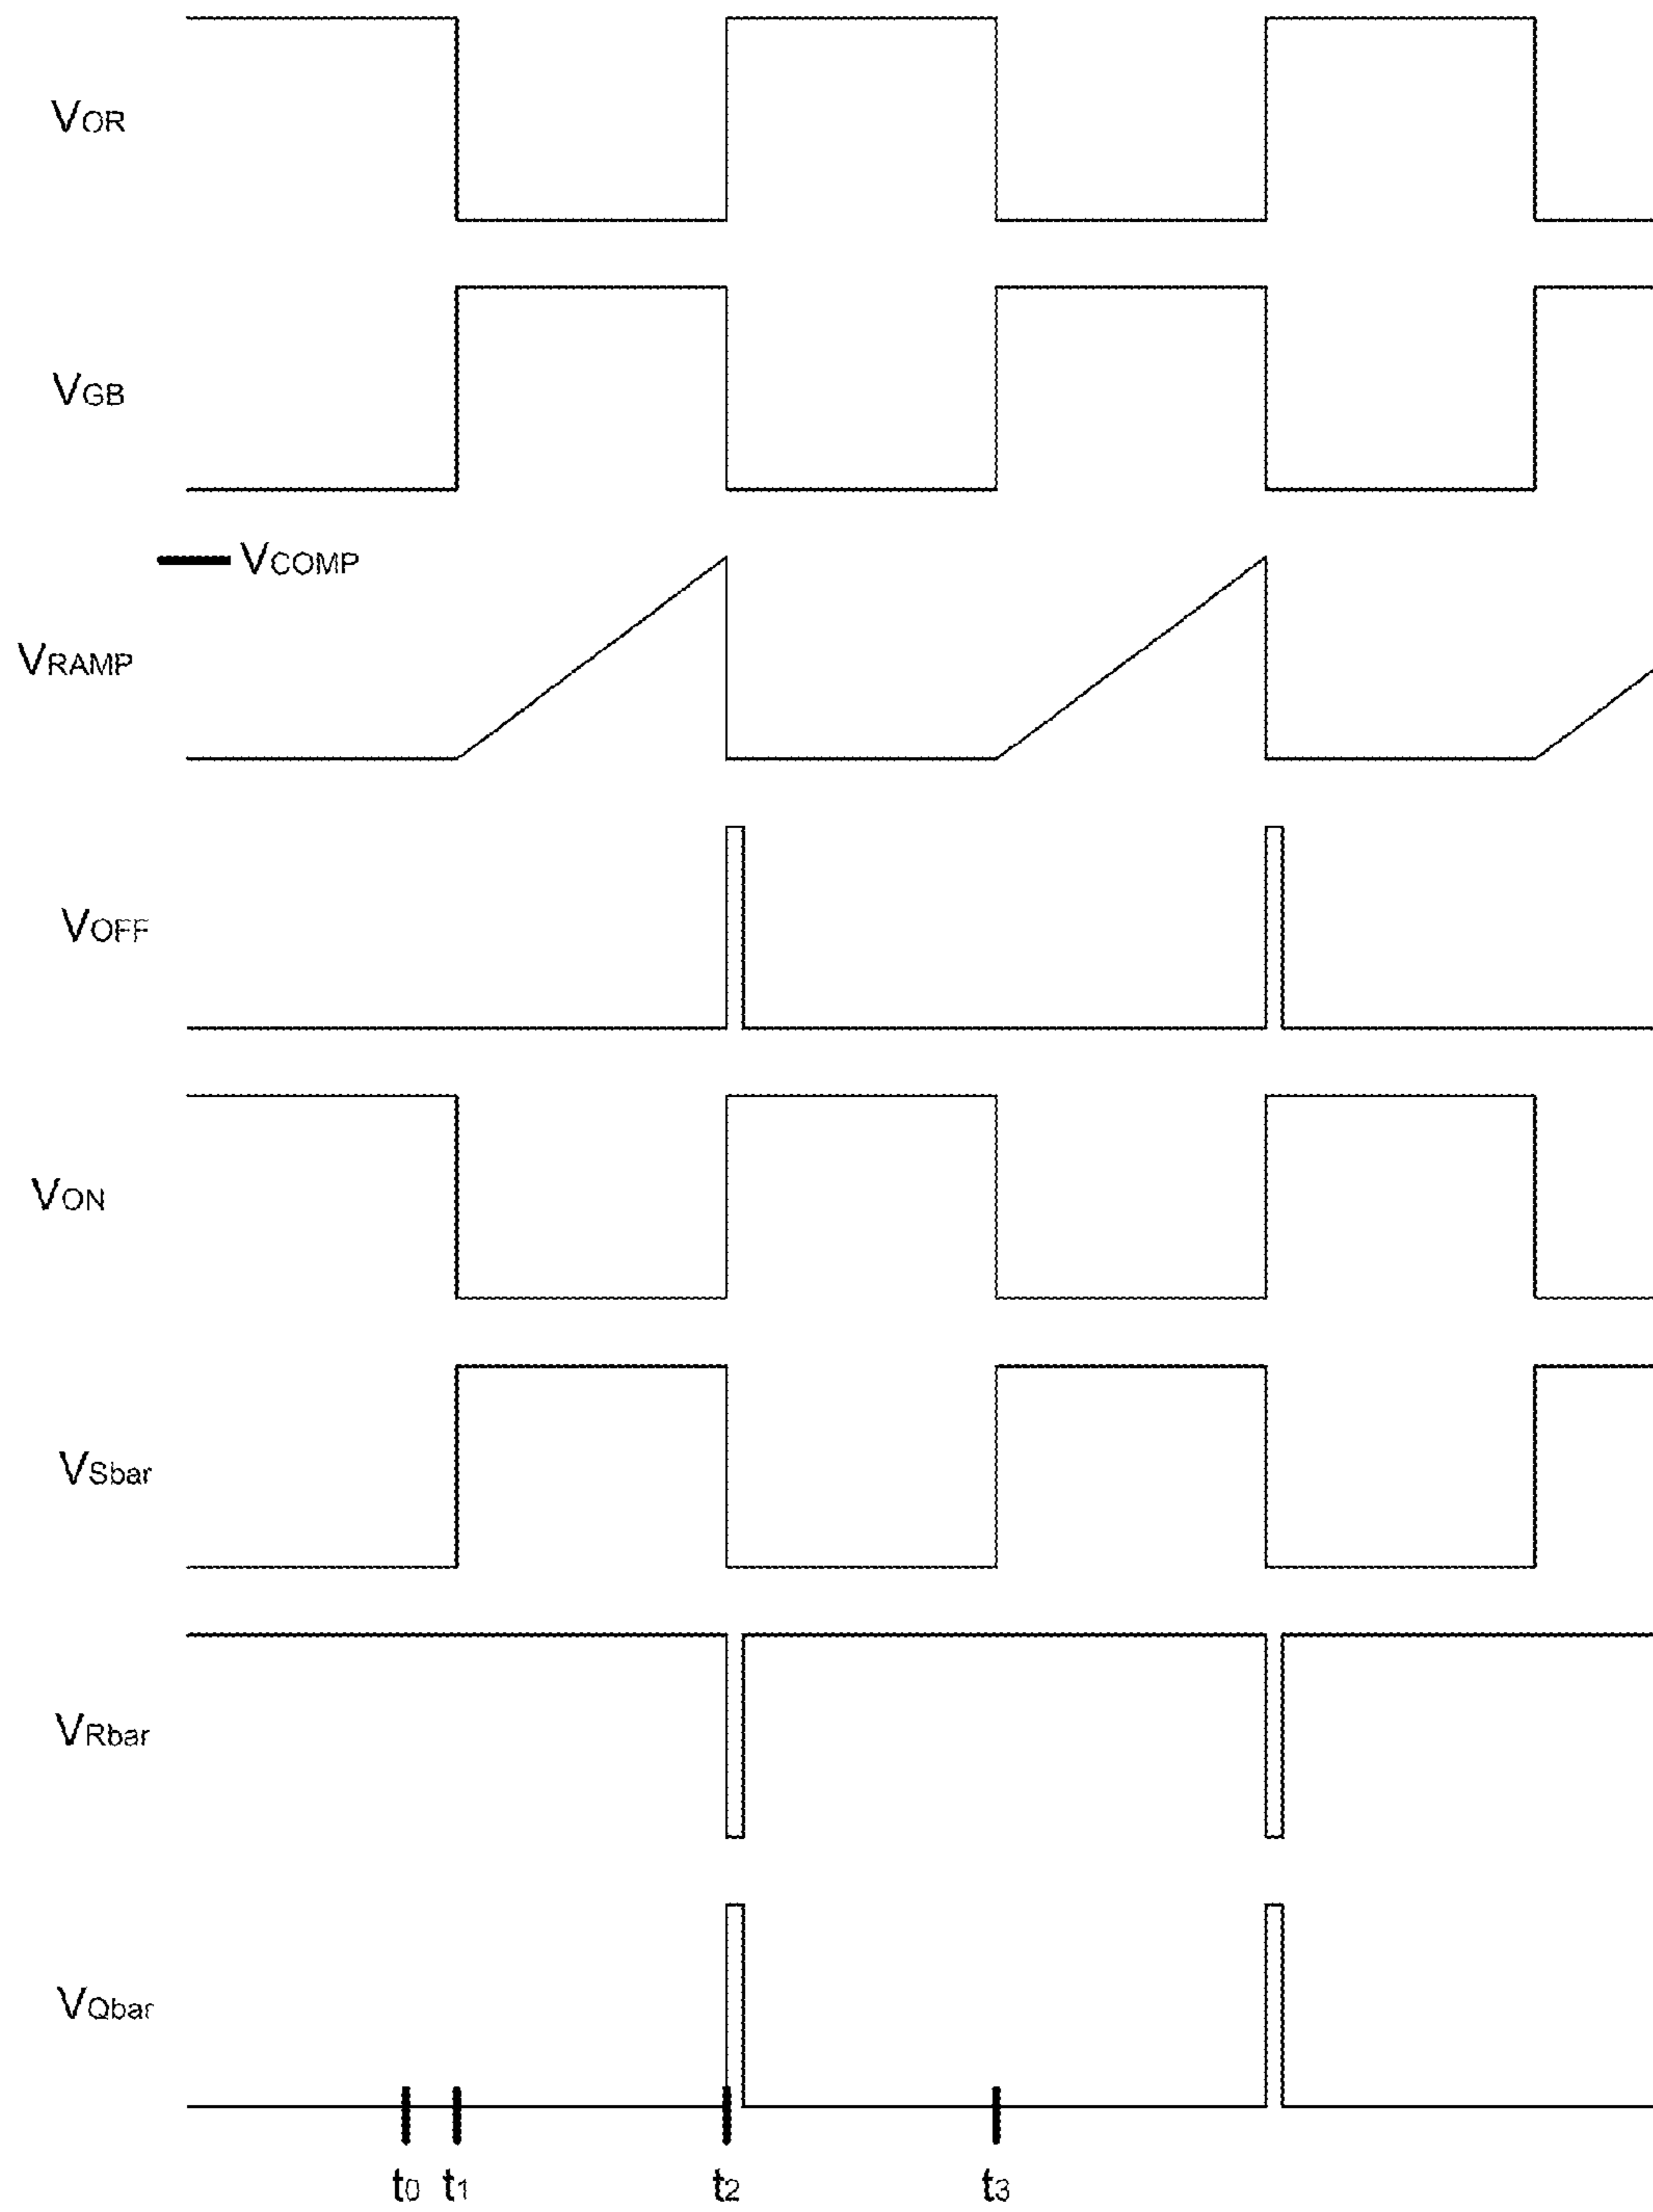 VOR
VGB
VCOMP
VRAMP
VOFF
VON
VSbar
VRbar
VQbar
t0 t1 t2 t3